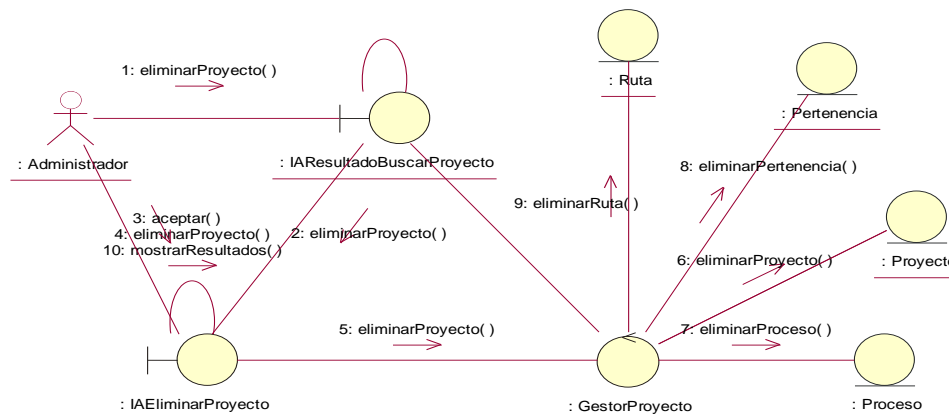 1: eliminarProyecto( )
: Ruta
: Pertenencia
: Administrador
: IAResultadoBuscarProyecto
8: eliminarPertenencia( )
9: eliminarRuta( )
3: aceptar( )
4: eliminarProyecto( )
2: eliminarProyecto( )
10: mostrarResultados( )
6: eliminarProyecto( )
: Proyecto
5: eliminarProyecto( )
7: eliminarProceso( )
: IAEliminarProyecto
: GestorProyecto
: Proceso